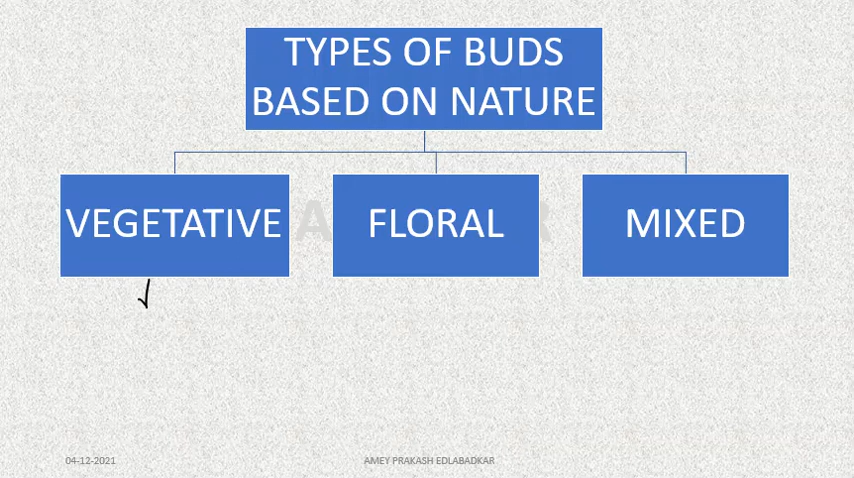 TYPES OF BUDS
BASED ON NATURE
VEGETATIVE
FLORAL
MIXED
04-12-2021
AMEY PRAKASH EDLABADKAR